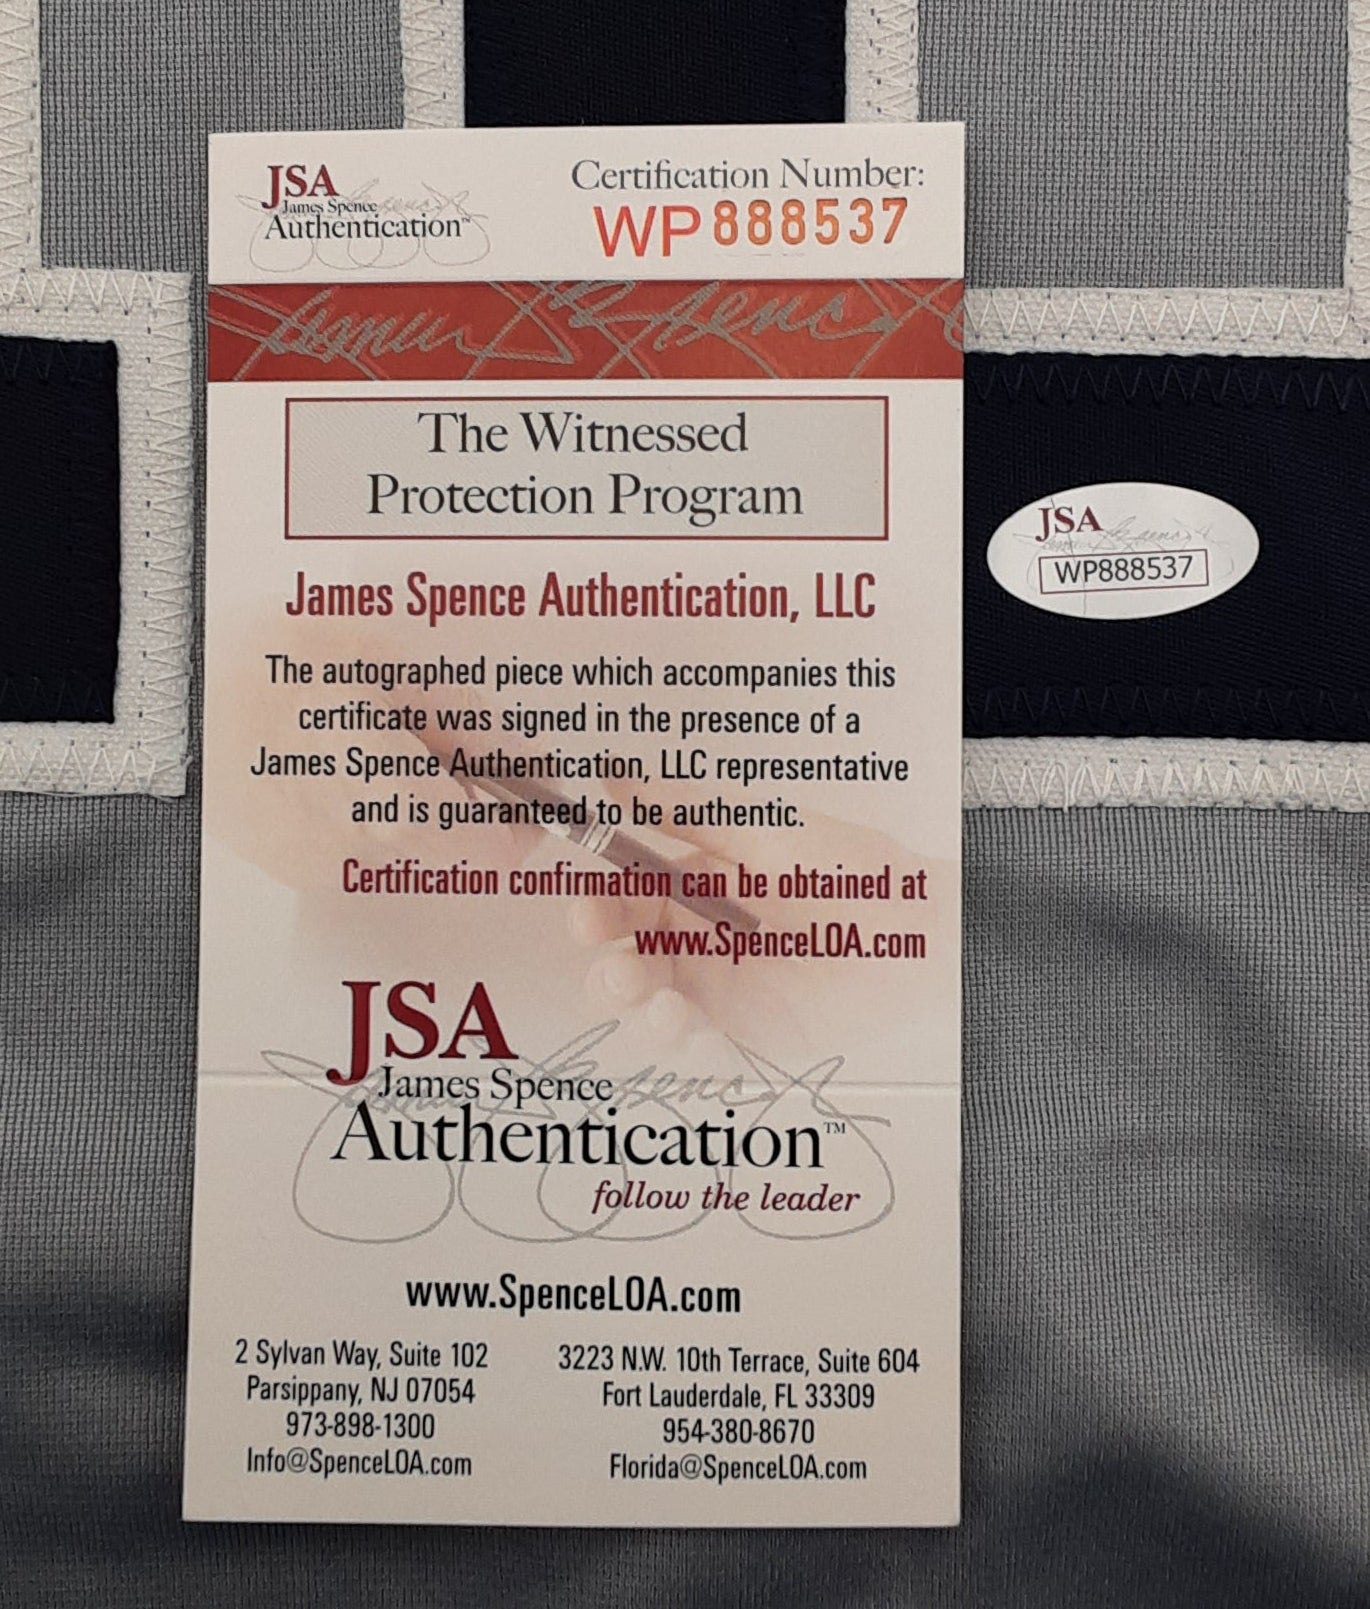 JSA
James Spence
Authentication™
Certification Number:
WP888537
The Witnessed
Protection Program
James Spence Authentication, LLC
The autographed piece which accompanies this
certificate was signed in the presence of a
James Spence Authentication, LLC representative
and is guaranteed to be authentic.
Certification confirmation can be obtained at
www.SpenceLOA.com
JSA
James Spence
Authentication™
follow the leader
www.SpenceLOA.com
2 Sylvan Way, Suite 102
Parsippany, NJ 07054
973-898-1300
Info@SpenceLOA.com
3223 N.W. 10th Terrace, Suite 604
Fort Lauderdale, FL 33309
954-380-8670
Florida@SpenceLOA.com
JSA
WP888537